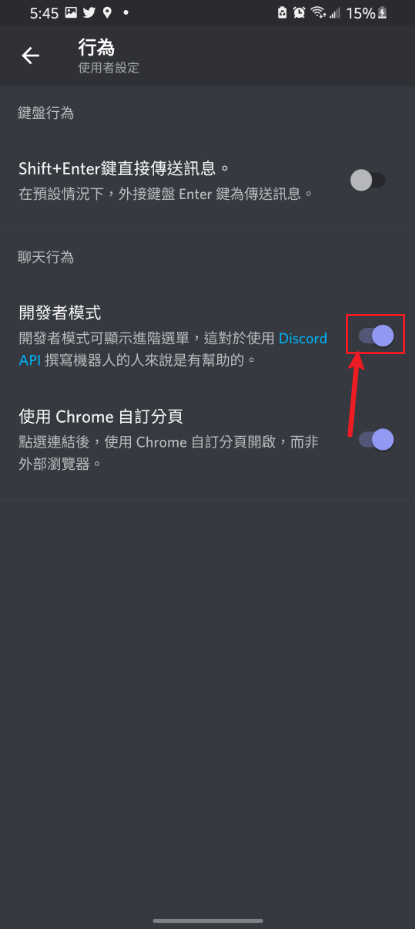 5:45
15%
行為
使用者設定
鍵盤行為
Shift+Enter鍵直接傳送訊息。
在預設情況下，外接鍵盤 Enter 鍵為傳送訊息。
聊天行為
開發者模式
開發者模式可顯示進階選單，這對於使用 Discord
API 撰寫機器人的人來說是有幫助的。
使用 Chrome 自訂分頁
點選連結後，使用 Chrome 自訂分頁開啟，而非
外部瀏覽器。